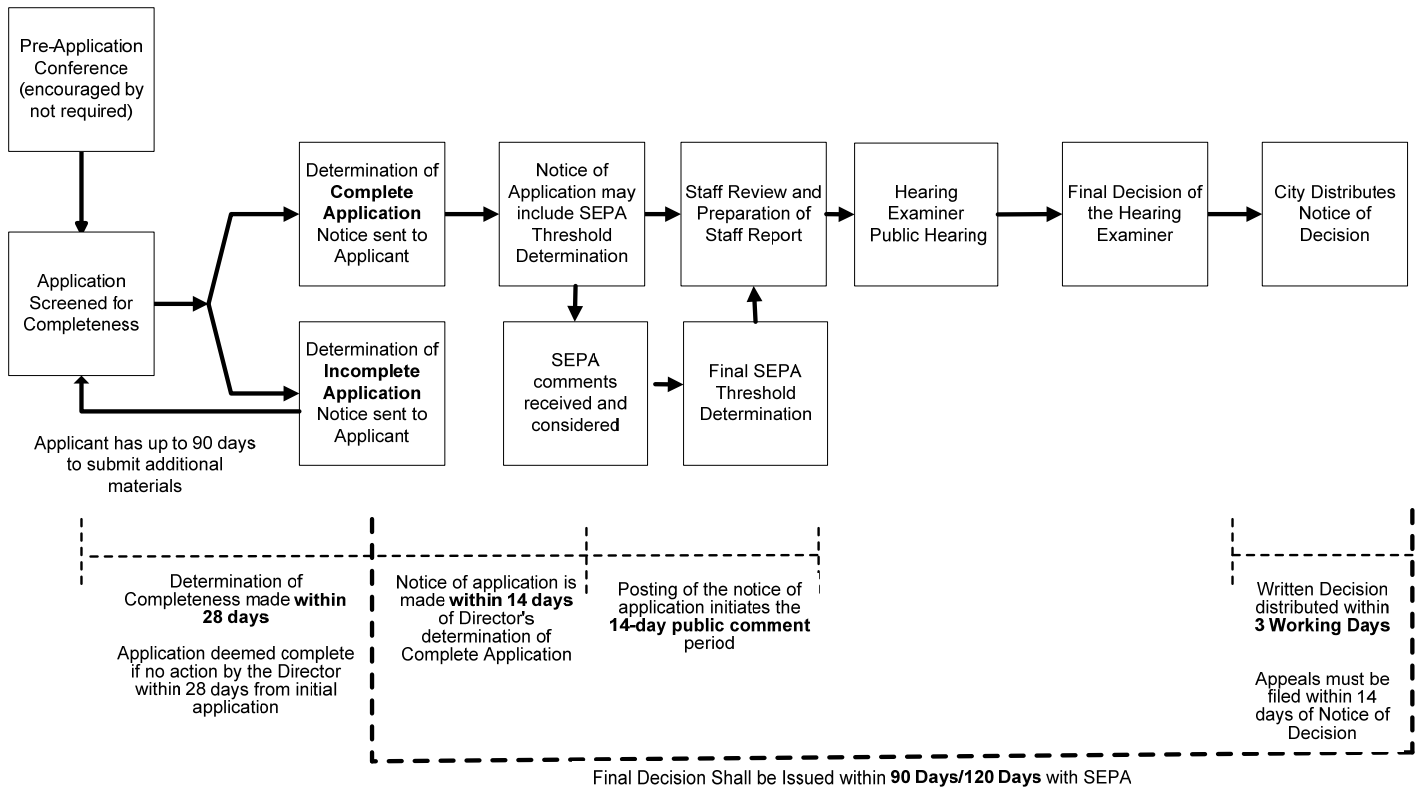 Pre-Application
Conference
(encouraged by
not required)
Application
Screened for
Completeness
Determination of
Complete
Application
Notice sent to
Applicant
Determination of
Incomplete
Application
Notice sent to
Applicant
Applicant has up to 90 days
to submit additional
materials
Notice of
Application may
include SEPA
Threshold
Determination
SEPA
comments
received and
considered
Final SEPA
Threshold
Determination
Staff Review and
Preparation of
Staff Report
Hearing
Examiner
Public Hearing
Final Decision of
the Hearing
Examiner
City Distributes
Notice of
Decision
Determination of
Completeness made within
28 days
Application deemed complete
if no action by the Director
within 28 days from initial
application
Notice of application is
made within 14 days
of Director's
determination of
Complete Application
Posting of the notice of
application initiates the
14-day public comment
period
Written Decision
distributed within
3 Working Days
Appeals must be
filed within 14
days of Notice of
Decision
Final Decision Shall be Issued within 90 Days/120 Days with SEPA